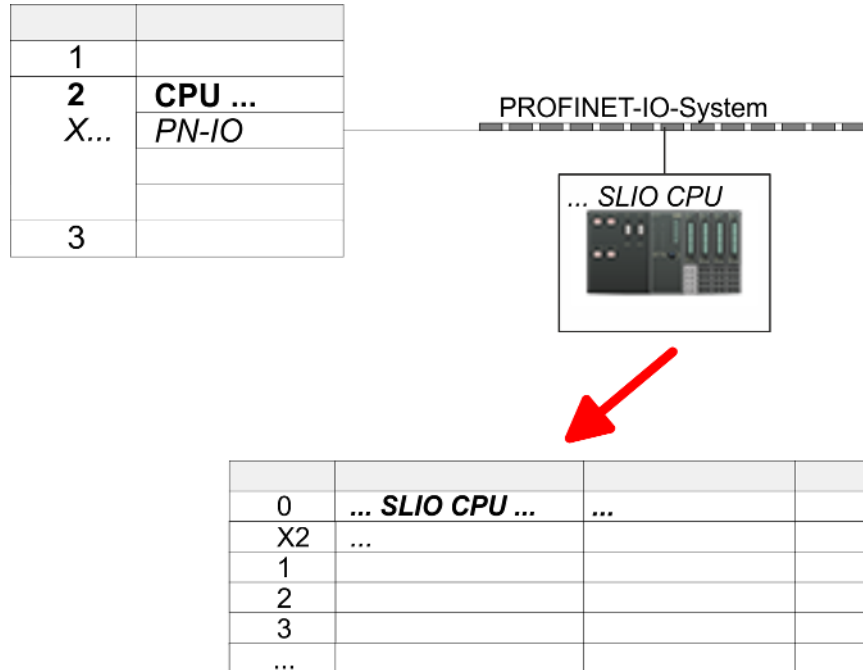 1
2 CPU ...
X... PN-IO
3
PROFINET-IO-System
... SLIO CPU
0 ... SLIO CPU ... ...
X2 ...
1
2
3
...